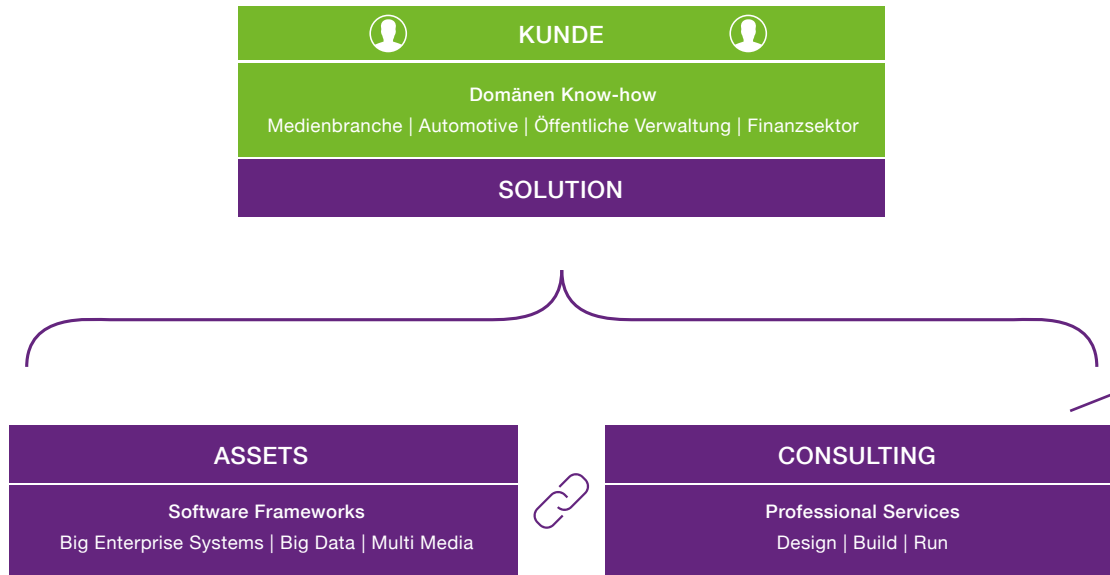 KUNDE
Domänen Know-how
Medienbranche | Automotive | Öffentliche Verwaltung | Finanzsektor
SOLUTION
ASSETS
Software Frameworks
Big Enterprise Systems | Big Data | Multi Media
CONSULTING
Professional Services
Design | Build | Run